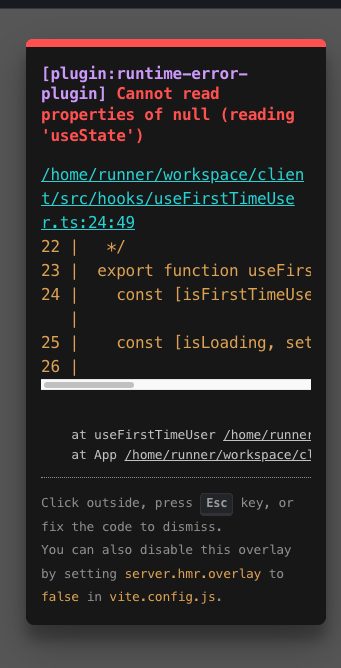 [plugin:runtime-error-
plugin] Cannot read
properties of null (reading
'useState')
/home/runner/workspace/clien
t/src/hooks/useFirstTimeUse
r.ts:24:49
22 |   */
23 |  export function useFirs
24 |    const [isFirstTimeUse
|
25 |    const [isLoading, set
26 |
at useFirstTimeUser /home/runner
at App /home/runner/workspace/cl
Click outside, press Esc key, or
fix the code to dismiss.
You can also disable this overlay
by setting server.hmr.overlay to
false in vite.config.js.